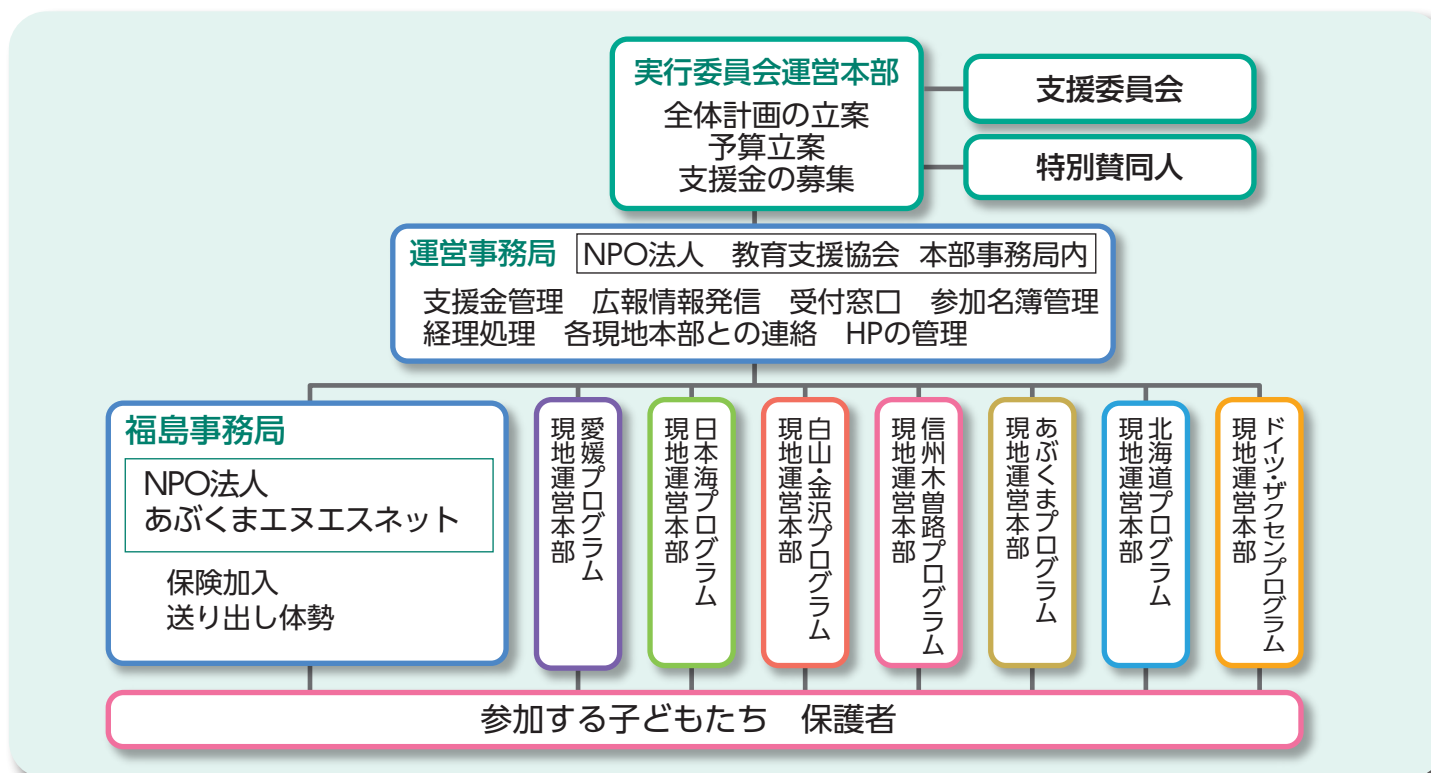 実行委員会運営本部
全体計画の立案
予算立案
支援金の募集
支援委員会
特別賛同人
運営事務局 NPO法人 教育支援協会 本部事務局内
支援金管理 広報情報発信 受付窓口 参加名簿管理
経理処理 各現地本部との連絡 HPの管理
福島事務局
NPO法人
あぶくまエヌエスネット
保険加入
送り出し体勢
愛媛プログラム
現地運営本部
日本海プログラム
現地運営本部
白山・金沢プログラム
現地運営本部
信州木曽路プログラム
現地運営本部
あぶくまプログラム
現地運営本部
北海道プログラム
現地運営本部
ドイツ・ザクセンプログラム
現地運営本部
参加する子どもたち 保護者